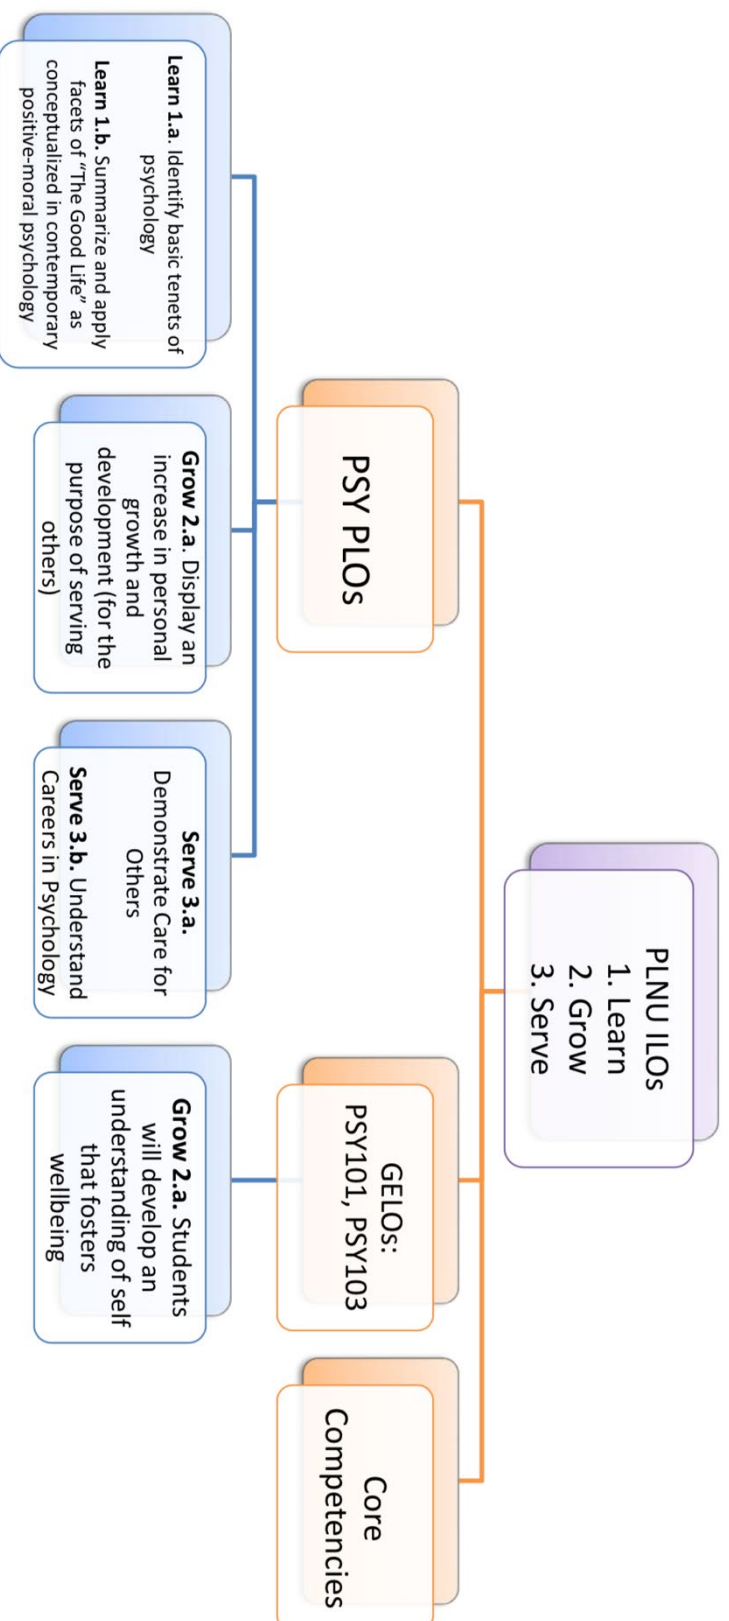 PLNU ILOs
1. Learn
2. Grow
3. Serve
PSY PLOs
GELOs:
PSY101, PSY103
Core
Competencies
Learn 1.a. Identify basic tenets of
psychology
Learn 1.b. Summarize and apply
facets of “The Good Life” as
conceptualized in contemporary
positive-moral psychology
Grow 2.a. Display an
increase in personal
growth and
development (for the
purpose of serving
others)
Serve 3.a.
Demonstrate Care for
Others
Serve 3.b. Understand
Careers in Psychology
Grow 2.a. Students
will develop an
understanding of self
that fosters
wellbeing